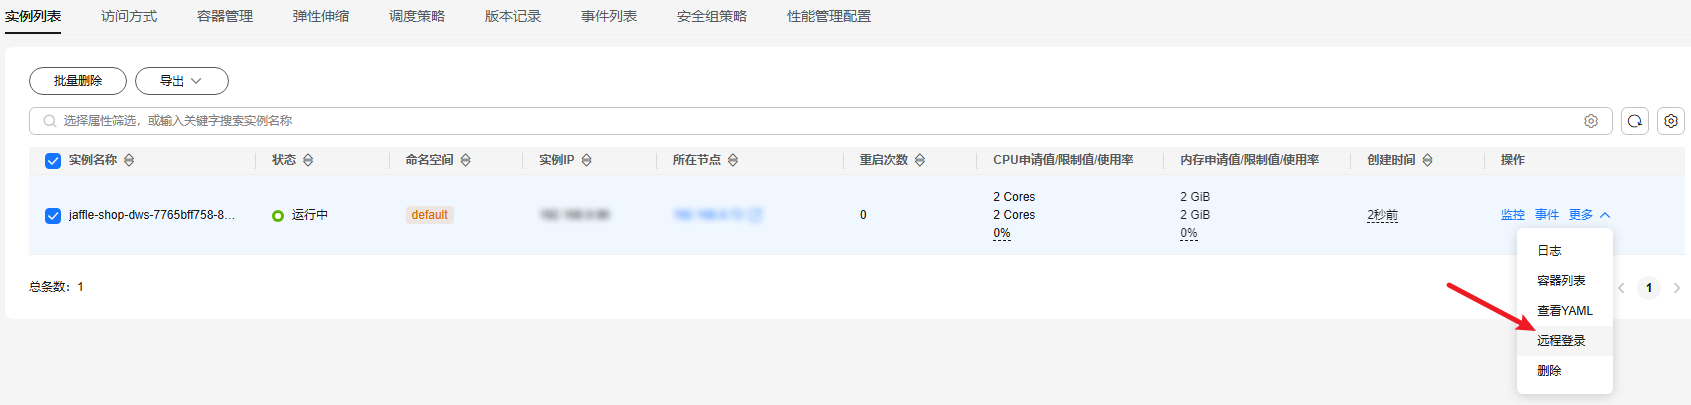 实例列表 访问方式 容器管理 弹性伸缩 调度策略 版本记录 事件列表 安全组策略 性能管理配置
批量删除 导出
选择属性筛选，或输入关键字搜索实例名称
实例名称 状态 命名空间 实例IP 所在节点 重启次数 CPU申请值/限制值/使用率 内存申请值/限制值/使用率 创建时间 操作
2 Cores 2 GiB
jaffle-shop-dws-7765bff758-8... 运行中 default 0 2 Cores 2 GiB 2秒前 监控 事件 更多
0% 0%
日志
总条数：1 容器列表 1
查看YAML
远程登录
删除